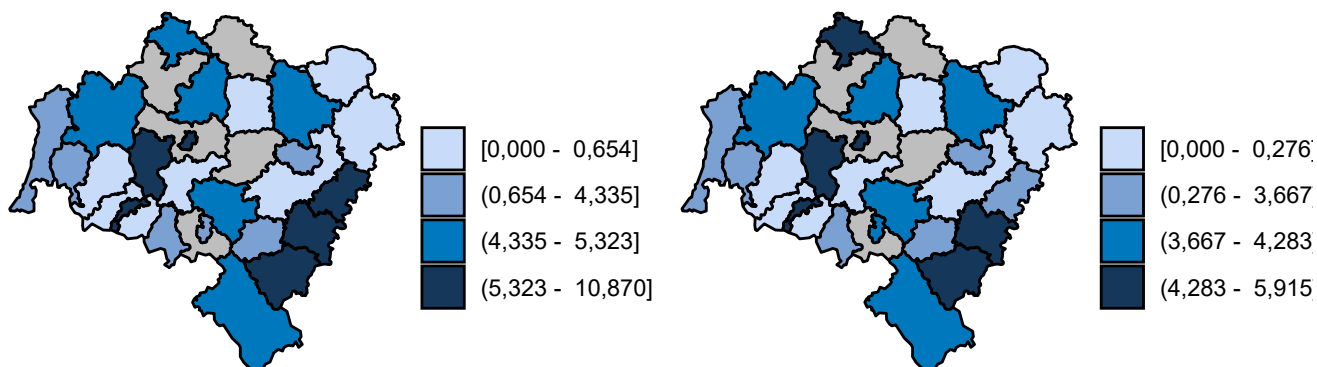 [0,000 - 0,654]
(0,654 - 4,335]
(4,335 - 5,323]
(5,323 - 10,870]
[0,000 - 0,276]
(0,276 - 3,667]
(3,667 - 4,283]
(4,283 - 5,915]